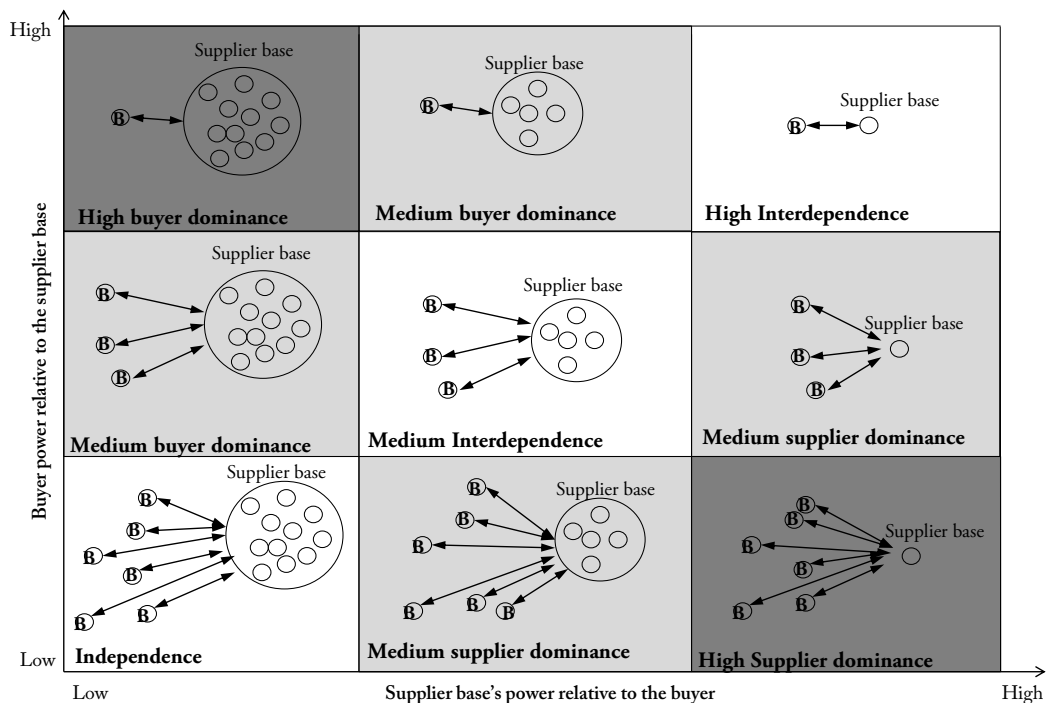 High
Supplier base
B
High buyer dominance
Supplier base
B
Medium buyer dominance
Supplier base
B
High Interdependence
Buyer power relative to the supplier base
Supplier base
B
B
B
Medium buyer dominance
Supplier base
B
B
B
Medium Interdependence
Supplier base
B
B
B
Medium supplier dominance
Supplier base
B
B
B
B
B
B
Independence
Supplier base
B
B
B
B
B
B
Medium supplier dominance
Supplier base
B
B
B
B
B
B
High Supplier dominance
Low
Low
Supplier base's power relative to the buyer
High